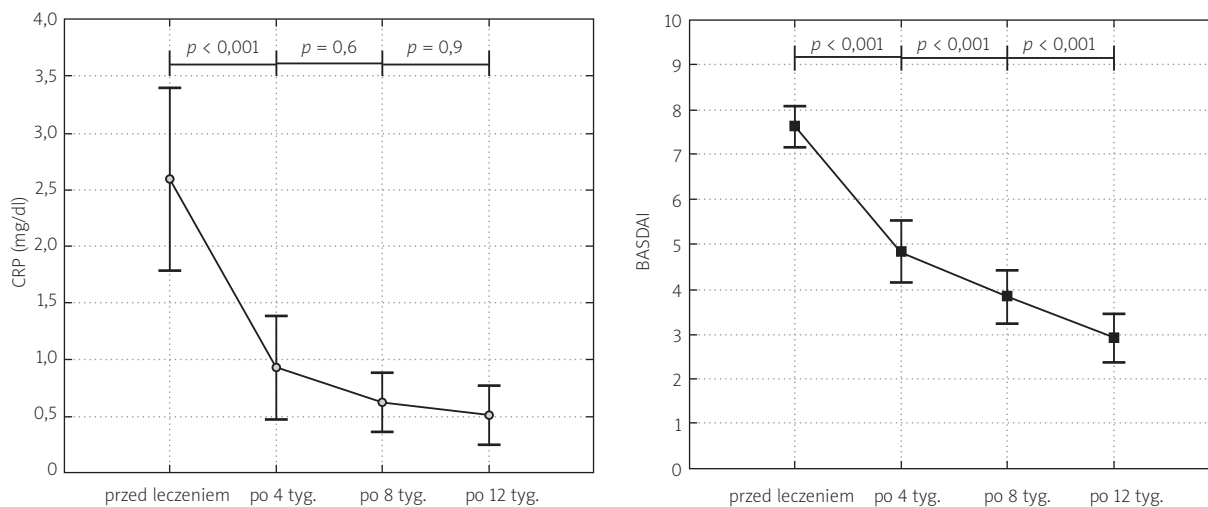 4,0
3,5
3,0
2,5
2,0
1,5
1,0
0,5
0
CRP (mg/dl)
p < 0,001
p = 0,6
p = 0,9
przed leczeniem
po 4 tyg.
po 8 tyg.
po 12 tyg.
10
9
8
7
6
5
4
3
2
1
0
BASDAI
p < 0,001
p < 0,001
p < 0,001
przed leczeniem
po 4 tyg.
po 8 tyg.
po 12 tyg.